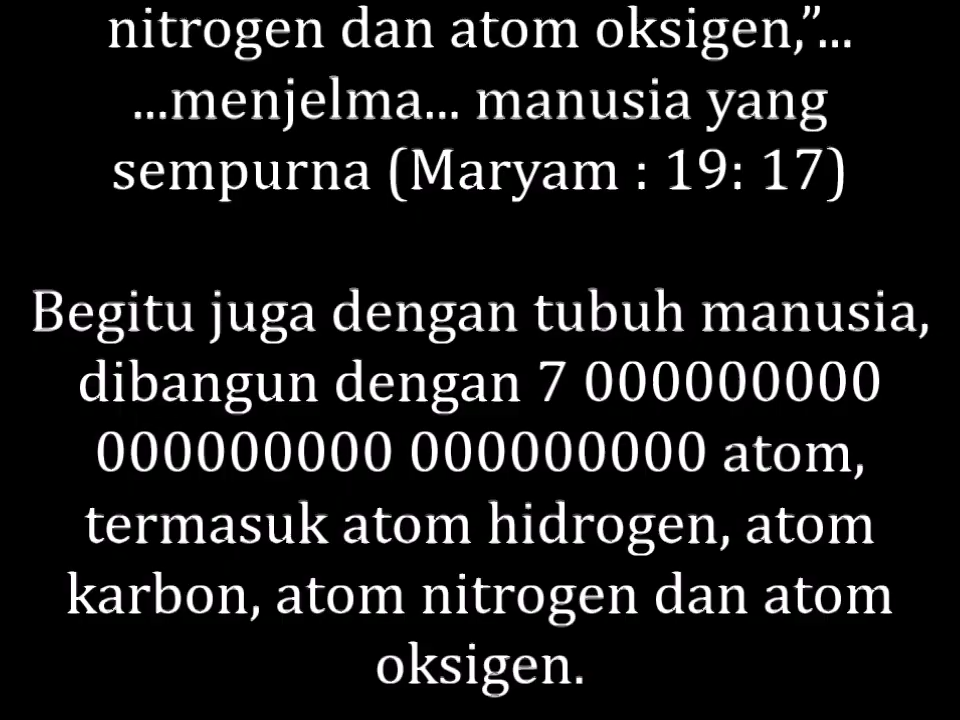 nitrogen dan atom oksigen,”...
...menjelma... manusia yang
sempurna (Maryam : 19: 17)
Begitu juga dengan tubuh manusia,
dibangun dengan 7 000000000
000000000 000000000 atom,
termasuk atom hidrogen, atom
karbon, atom nitrogen dan atom
oksigen.